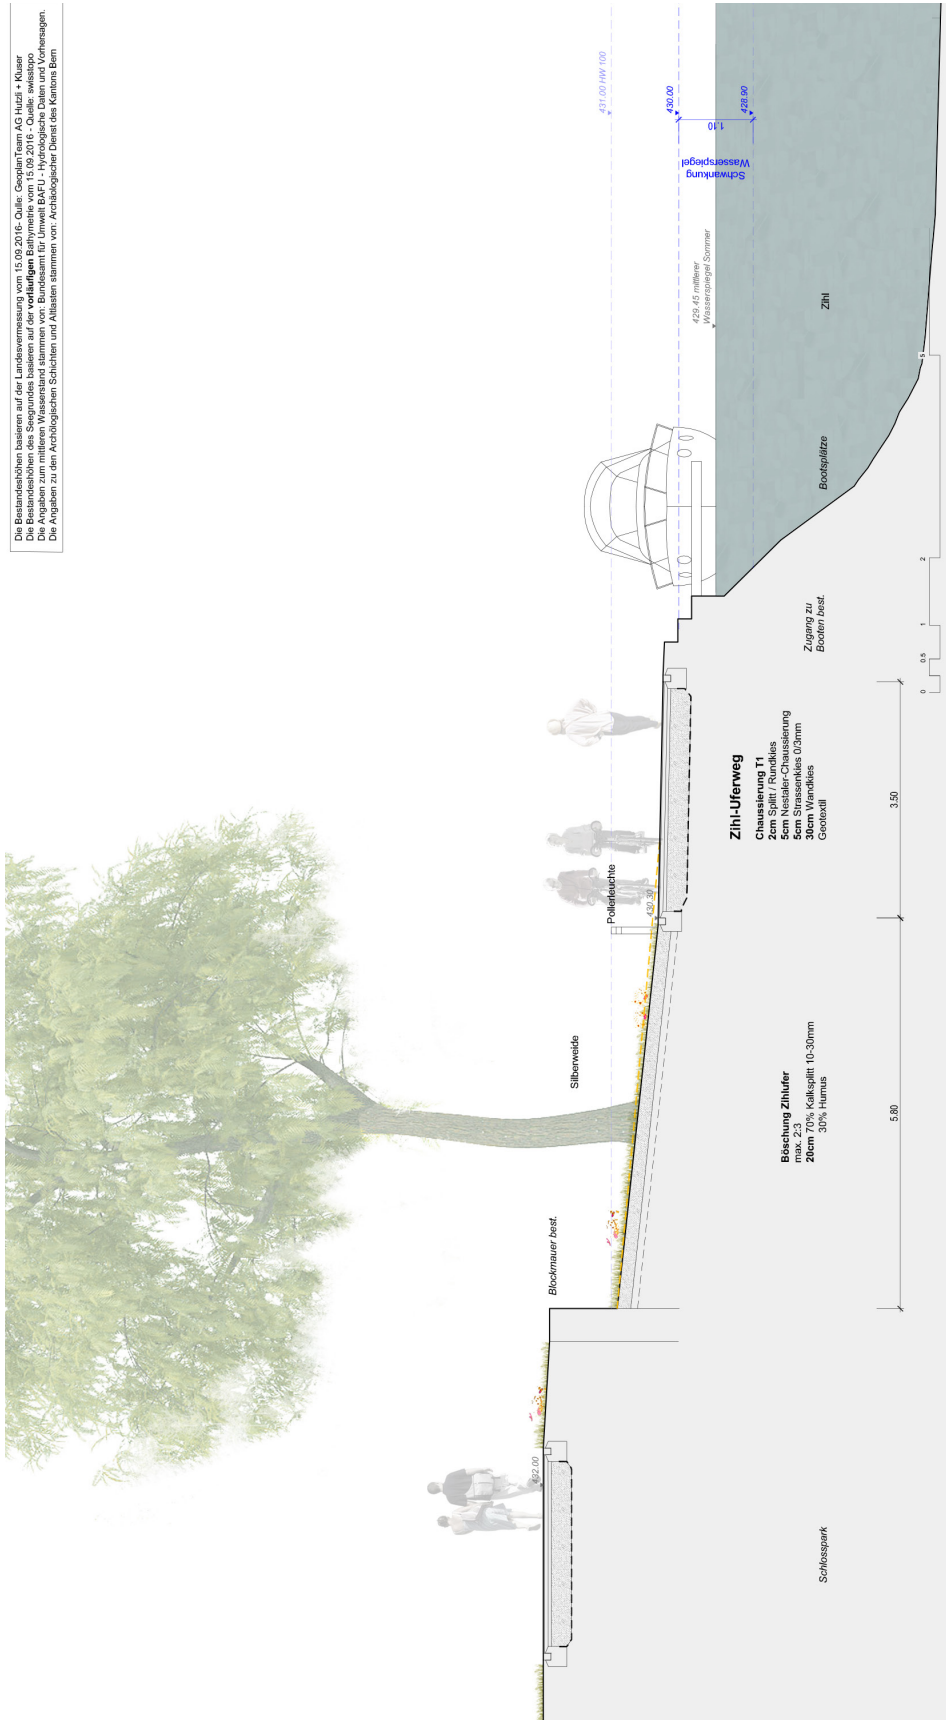 Die Bestandeshöhen basieren auf der Landesvermessung vom 15.09.2016- Qulle: GeoplanTeam AG Hutzli + Kluser
Die Bestandeshöhen des Seegrundes basieren auf der vorläufigen Bathymetrie vom 15.09.2016 - Quelle: swisstopo
Die Angaben zum mittleren Wasserstand stammen von: Bundesamt für Umwelt BAFU - Hydrologische Daten und Vorhersagen.
Die Angaben zu den Archölogischen Schichten und Altlasten stammen von: Archäologischer Dienst des Kantons Bern
431.00 HW 100
430.00
428.90
1.10
Schwankung
Wasserspiegel
429.45 mittlerer
Wasserspiegel Sommer
432.00
Blockmauer best.
Silberweide
Pollerleuchte
430.30
Schlosspark
Böschung Zihlufer
max. 2:3
20cm 70% Kalksplitt 10-30mm
30% Humus
Zihl-Uferweg
Chaussierung T1
2cm Splitt / Rundkies
5cm Nestaler-Chaussierung
5cm Strassenkies 0/3mm
30cm Wandkies
Geotextil
Zugang zu
Booten best.
Bootsplätze
Zihl
5.80
3.50
0
0.5
1
2
5